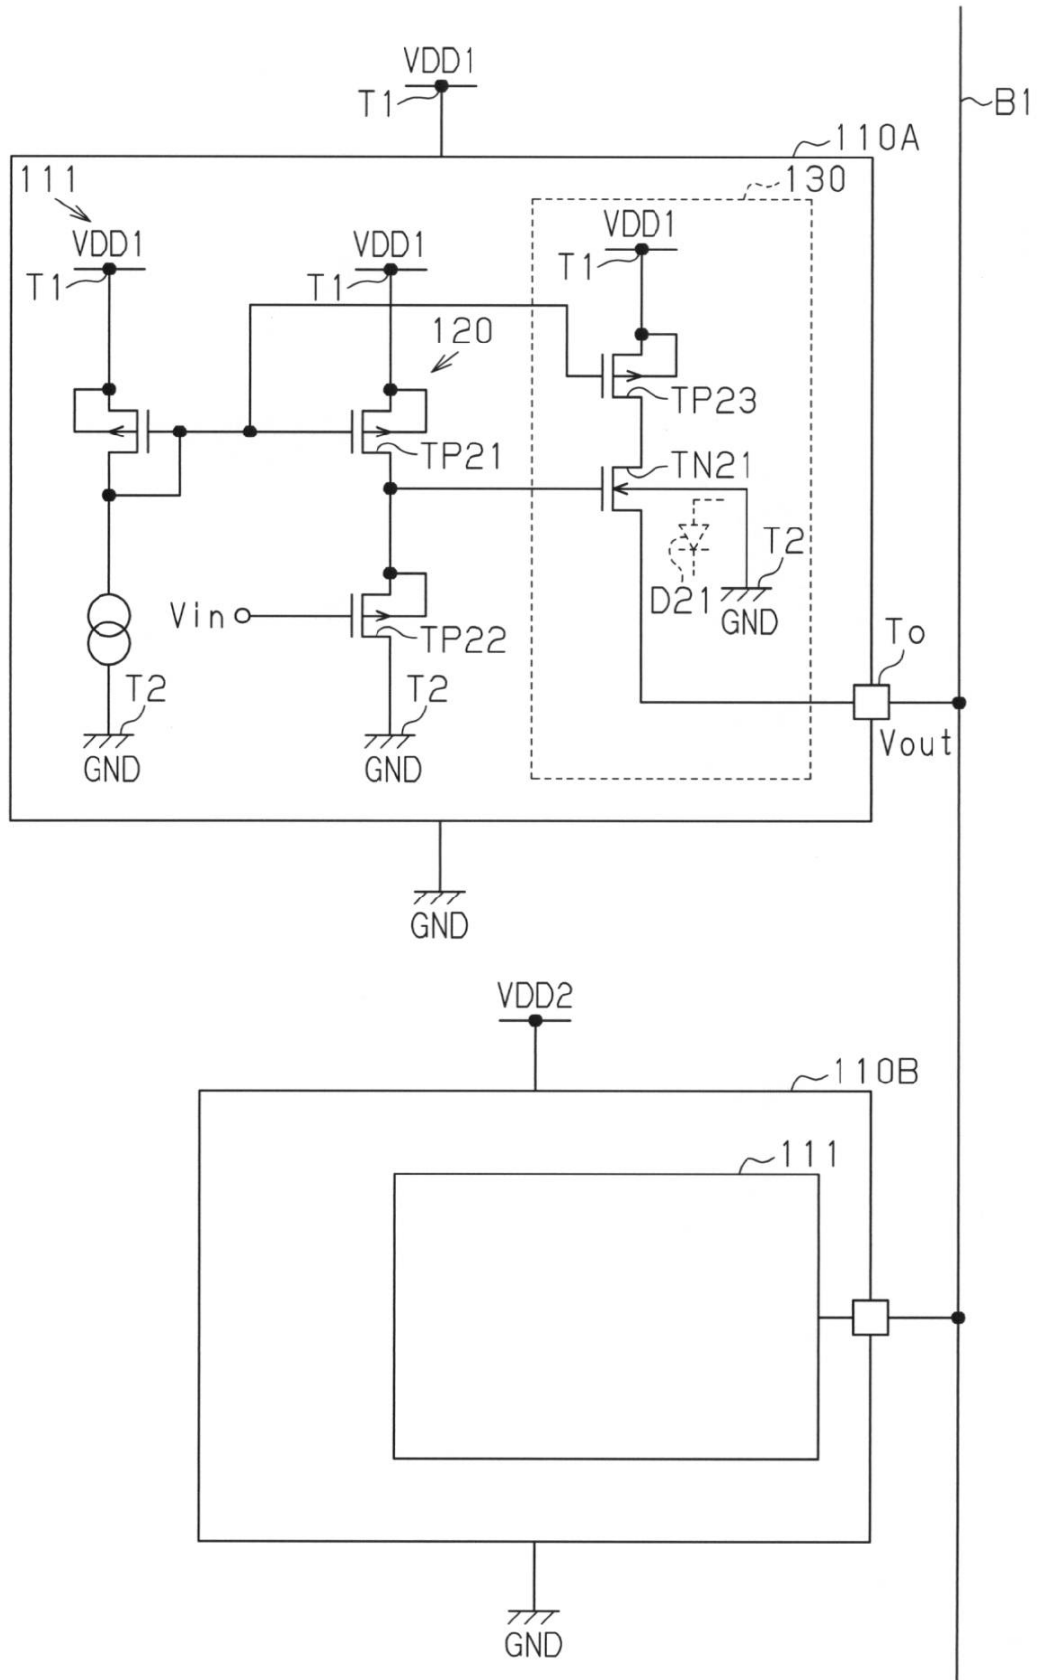 VDD1
T1
B1
110A
111
130
VDD1
VDD1
VDD1
T1
T1
T1
120
TP23
TP21
TN21
T2
D21
GND
Vin
TP22
To
T2
T2
Vout
GND
GND
GND
VDD2
110B
111
GND